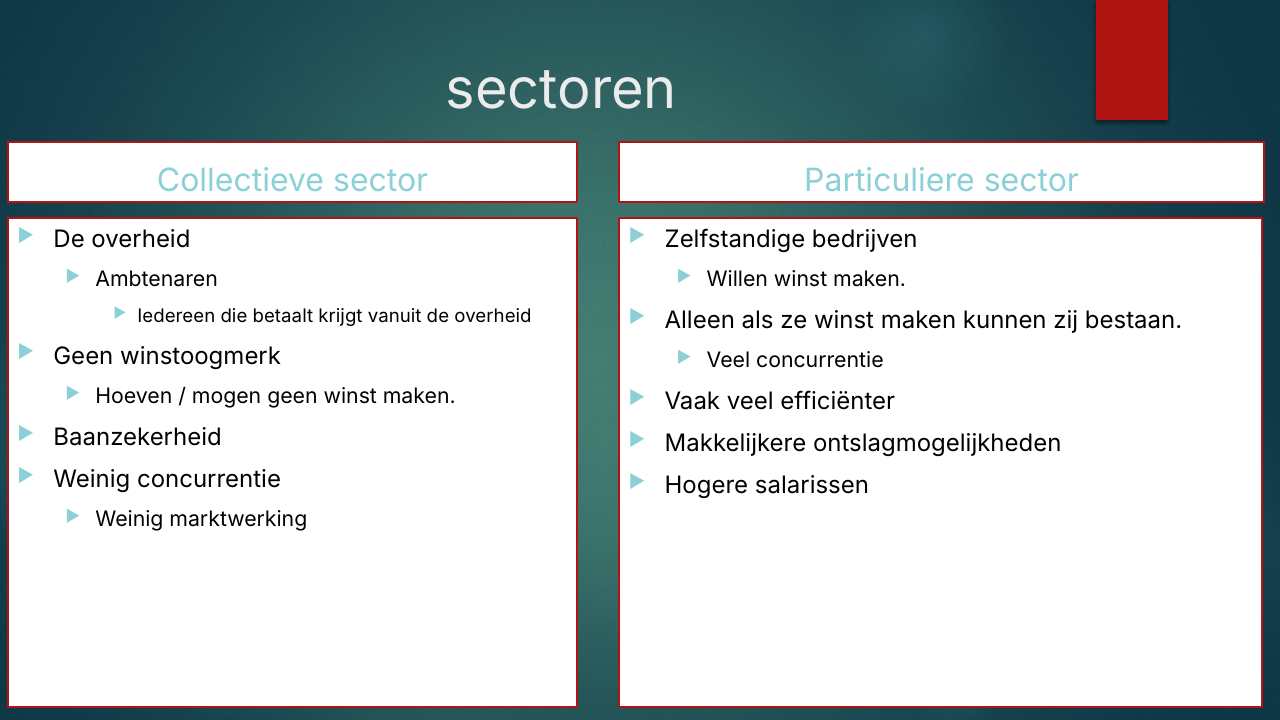 sectoren
Collectieve sector
De overheid
Ambtenaren
Iedereen die betaalt krijgt vanuit de overheid
Geen winstoogmerk
Hoeven / mogen geen winst maken.
Baanzekerheid
Weinig concurrentie
Weinig marktwerking
Particuliere sector
Zelfstandige bedrijven
Willen winst maken.
Alleen als ze winst maken kunnen zij bestaan.
Veel concurrentie
Vaak veel efficiënter
Makkelijkere ontslagmogelijkheden
Hogere salarissen